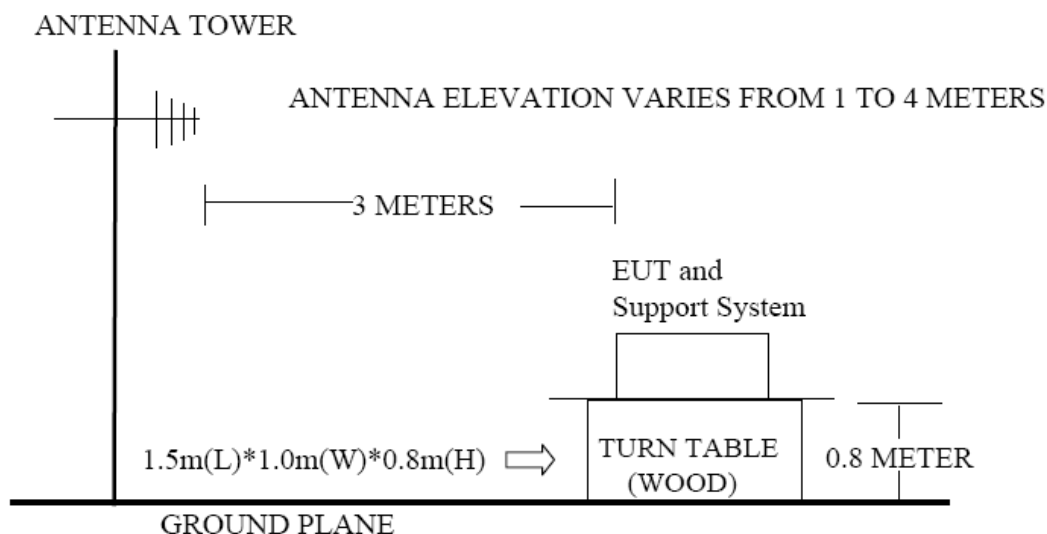 ANTENNA TOWER
ANTENNA ELEVATION VARIES FROM 1 TO 4 METERS
3 METERS
EUT and
Support System
1.5m(L)*1.0m(W)*0.8m(H)
TURN TABLE
(WOOD)
0.8 METER
GROUND PLANE